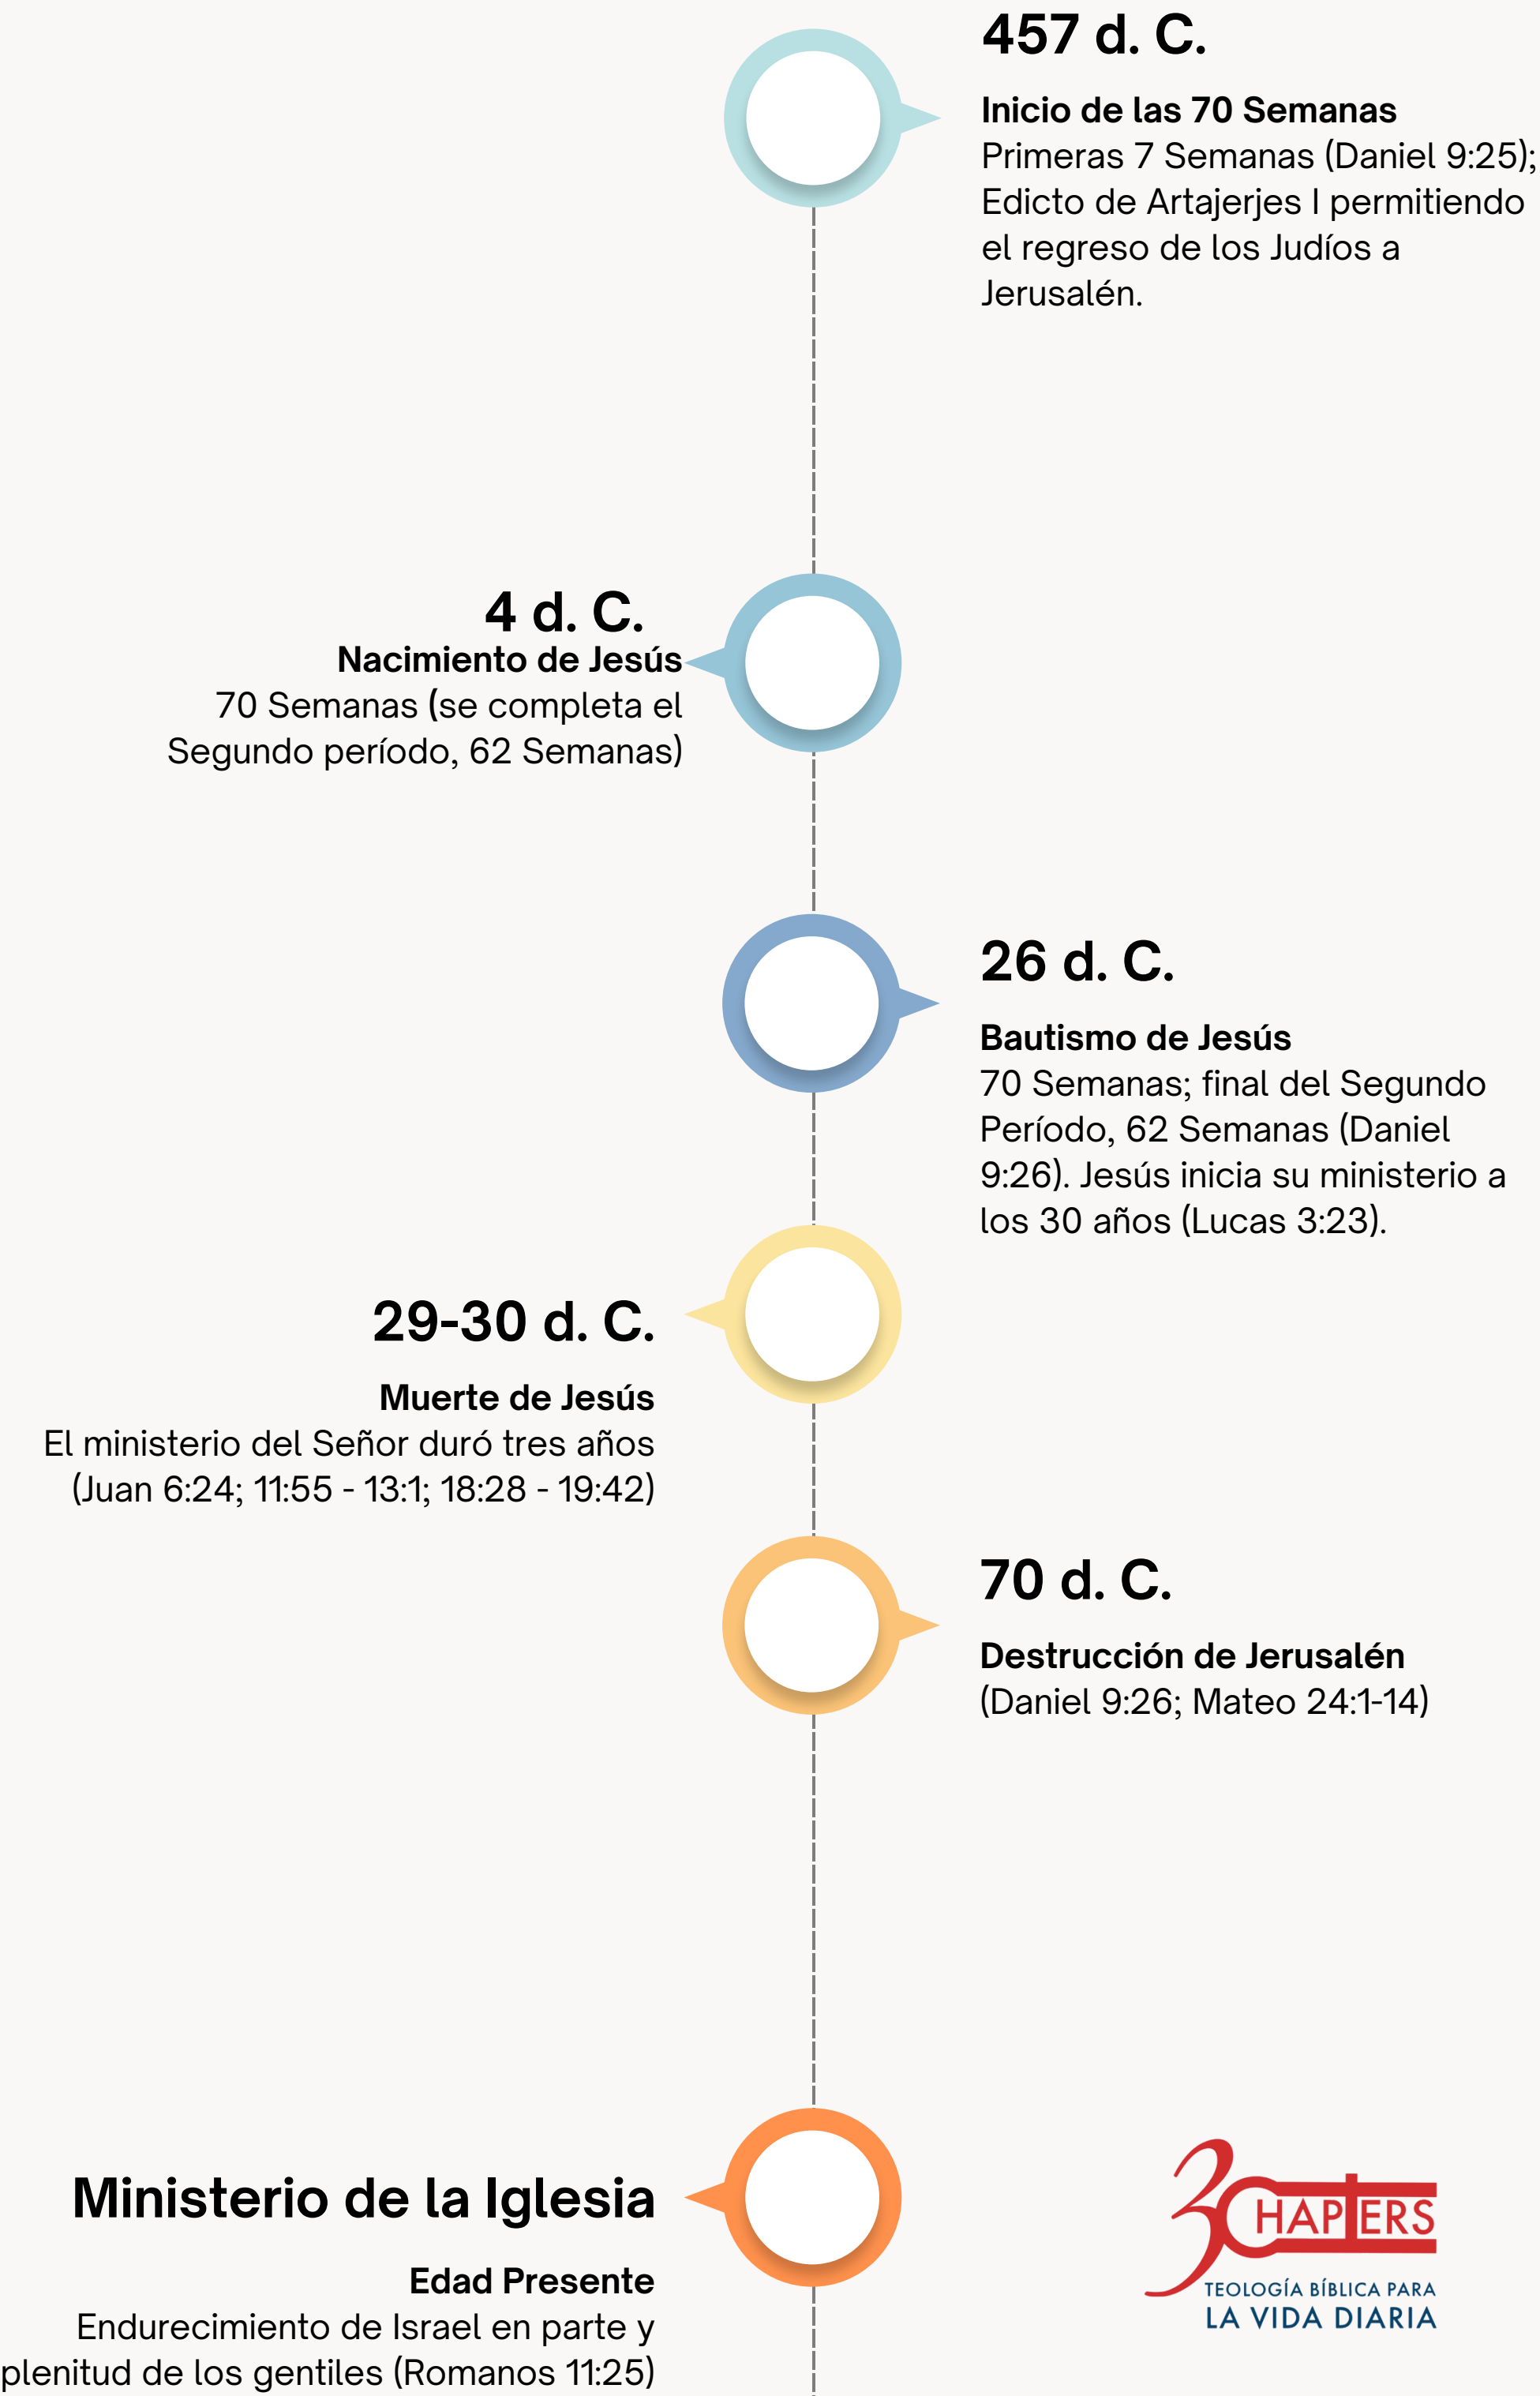 457 d. C.
Inicio de las 70 Semanas
Primeras 7 Semanas (Daniel 9:25);
Edicto de Artajerjes I permitiendo
el regreso de los Judíos a
Jerusalén.
4 d. C.
Nacimiento de Jesús
70 Semanas (se completa el
Segundo período, 62 Semanas)
26 d. C.
Bautismo de Jesús
70 Semanas; final del Segundo
Período, 62 Semanas (Daniel
9:26). Jesús inicia su ministerio a
los 30 años (Lucas 3:23).
29-30 d. C.
Muerte de Jesús
El ministerio del Señor duró tres años
(Juan 6:24; 11:55 - 13:1; 18:28 - 19:42)
70 d. C.
Destrucción de Jerusalén
(Daniel 9:26; Mateo 24:1-14)
Ministerio de la Iglesia
Edad Presente
Endurecimiento de Israel en parte y
plenitud de los gentiles (Romanos 11:25)
3CHAPTERS
TEOLOGÍA BÍBLICA PARA
LA VIDA DIARIA